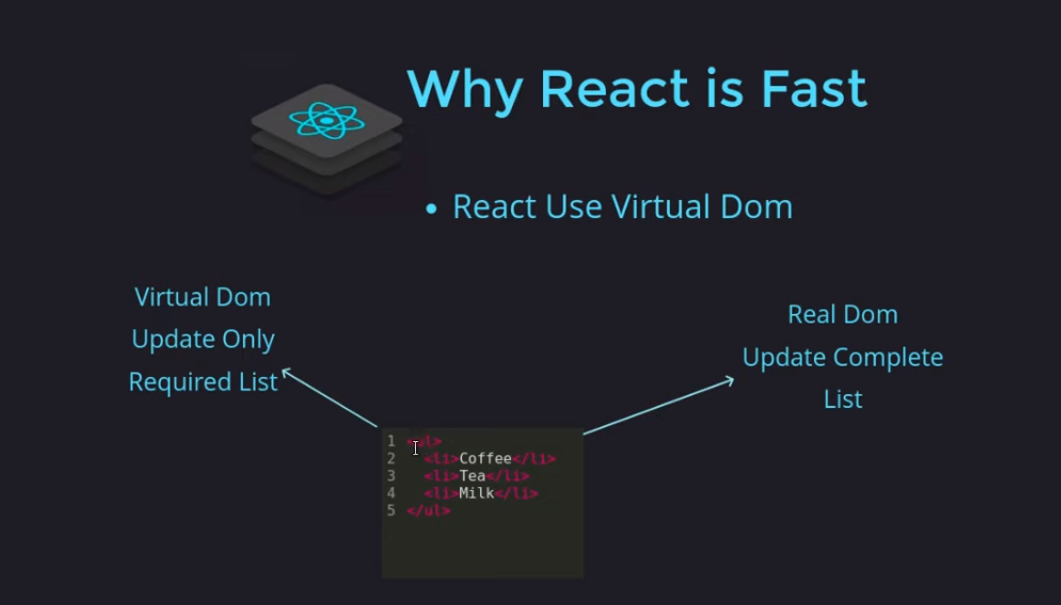 Why React is Fast
• React Use Virtual Dom
Virtual Dom
Update Only
Required List
Real Dom
Update Complete
List
1 <ul>
2 <li>Coffee</li>
3 <li>Tea</li>
4 <li>Milk</li>
5 </ul>